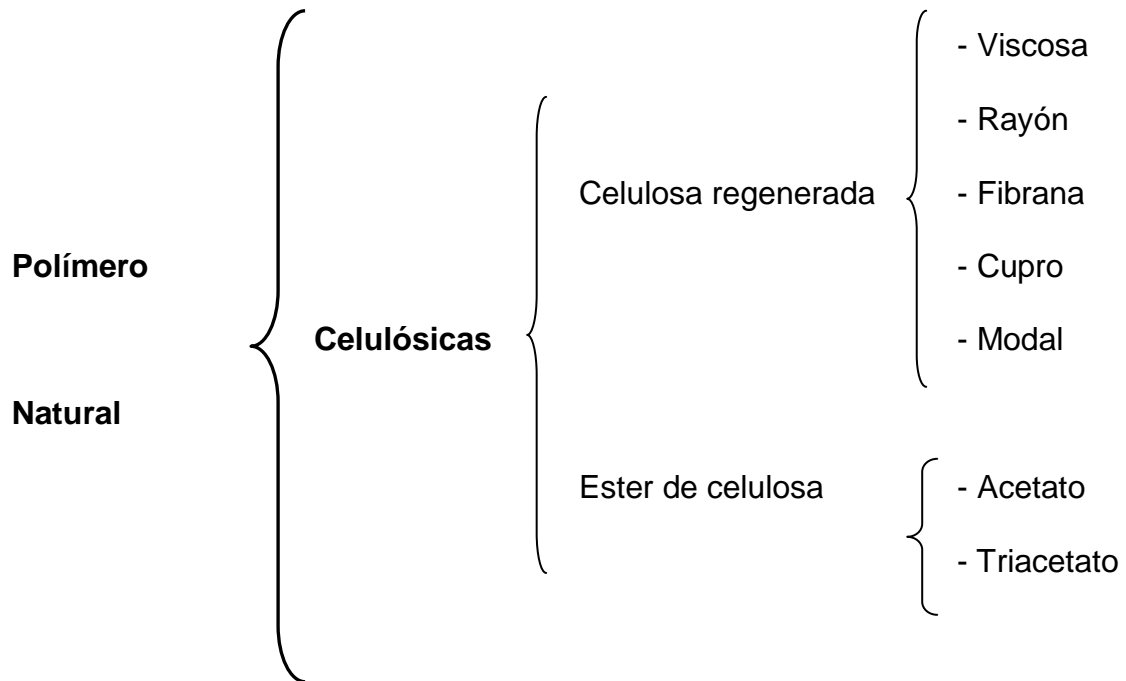 Polímero
Natural
Celulósicas
Celulosa regenerada
- Viscosa
- Rayón
- Fibrana
- Cupro
- Modal
Ester de celulosa
- Acetato
- Triacetato